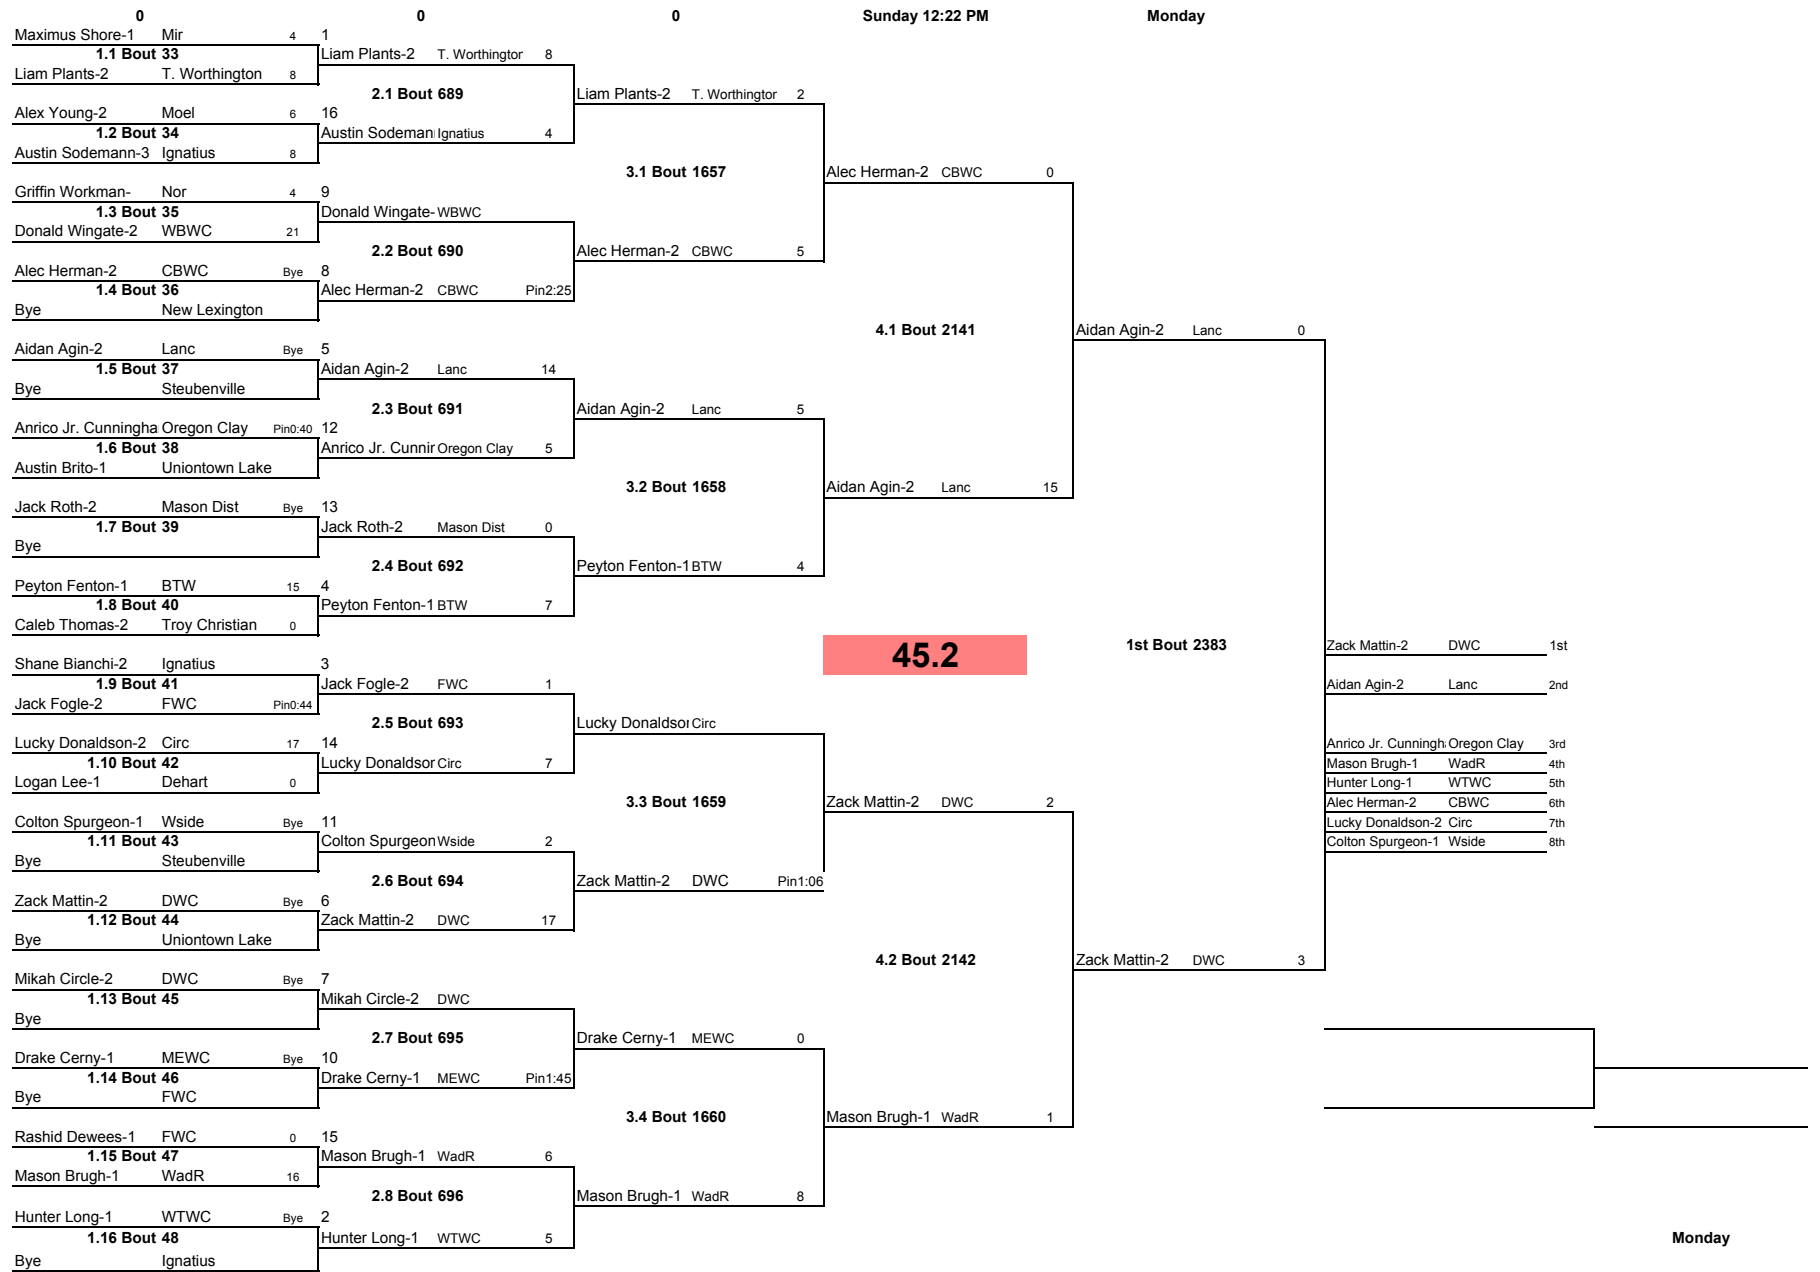 0 0 0 Sunday 12:22 PM Monday
Maximus Shore-1 Mir 4 1
1.1 Bout 33 Liam Plants-2 T. Worthington 8
Liam Plants-2 T. Worthington 8
2.1 Bout 689 Liam Plants-2 T. Worthington 2
Alex Young-2 Moel 6 16
1.2 Bout 34 Austin Sodeman Ignatius 4
Austin Sodemann-3 Ignatius 8
3.1 Bout 1657 Alec Herman-2 CBWC 0
Griffin Workman- Nor 4 9
1.3 Bout 35 Donald Wingate- WBWC
Donald Wingate-2 WBWC 21
2.2 Bout 690 Alec Herman-2 CBWC 5
Alec Herman-2 CBWC Bye 8
1.4 Bout 36 Alec Herman-2 CBWC Pin2:25
Bye New Lexington
4.1 Bout 2141 Aidan Agin-2 Lanc 0
Aidan Agin-2 Lanc Bye 5
1.5 Bout 37 Aidan Agin-2 Lanc 14
Bye Steubenville
2.3 Bout 691 Aidan Agin-2 Lanc 5
Anrico Jr. Cunningha Oregon Clay Pin0:40 12
1.6 Bout 38 Anrico Jr. Cunnir Oregon Clay 5
Austin Brito-1 Uniontown Lake
3.2 Bout 1658 Aidan Agin-2 Lanc 15
Jack Roth-2 Mason Dist Bye 13
1.7 Bout 39 Jack Roth-2 Mason Dist 0
Bye
2.4 Bout 692 Peyton Fenton-1 BTW 4
Peyton Fenton-1 BTW 15 4
1.8 Bout 40 Peyton Fenton-1 BTW 7
Caleb Thomas-2 Troy Christian 0
45.2 1st Bout 2383 Zack Mattin-2 DWC 1st
Shane Bianchi-2 Ignatius 3
1.9 Bout 41 Jack Fogle-2 FWC 1 Aidan Agin-2 Lanc 2nd
Jack Fogle-2 FWC Pin0:44
2.5 Bout 693 Lucky Donaldsor Circ
Lucky Donaldson-2 Circ 17 14 Anrico Jr. Cunningh Oregon Clay 3rd
1.10 Bout 42 Lucky Donaldsor Circ 7 Mason Brugh-1 WadR 4th
Logan Lee-1 Dehart 0 Hunter Long-1 WTWC 5th
3.3 Bout 1659 Zack Mattin-2 DWC 2 Alec Herman-2 CBWC 6th
Colton Spurgeon-1 Wside Bye 11 Lucky Donaldson-2 Circ 7th
1.11 Bout 43 Colton Spurgeon Wside 2 Colton Spurgeon-1 Wside 8th
Bye Steubenville
2.6 Bout 694 Zack Mattin-2 DWC Pin1:06
Zack Mattin-2 DWC Bye 6
1.12 Bout 44 Zack Mattin-2 DWC 17
Bye Uniontown Lake
4.2 Bout 2142 Zack Mattin-2 DWC 3
Mikah Circle-2 DWC Bye 7
1.13 Bout 45 Mikah Circle-2 DWC
Bye
2.7 Bout 695 Drake Cerny-1 MEWC 0
Drake Cerny-1 MEWC Bye 10
1.14 Bout 46 Drake Cerny-1 MEWC Pin1:45
Bye FWC
3.4 Bout 1660 Mason Brugh-1 WadR 1
Rashid Dewees-1 FWC 0 15
1.15 Bout 47 Mason Brugh-1 WadR 6
Mason Brugh-1 WadR 16
2.8 Bout 696 Mason Brugh-1 WadR 8
Hunter Long-1 WTWC Bye 2
1.16 Bout 48 Hunter Long-1 WTWC 5 Monday
Bye Ignatius